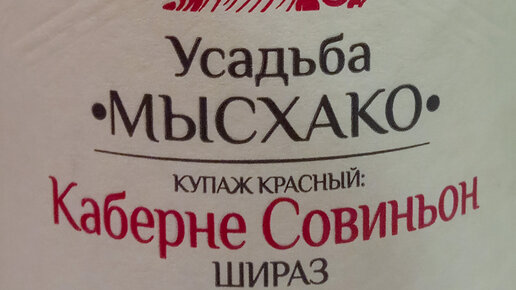 Усадьба
•МЫСХАКО•
КУПАЖ КРАСНЫЙ:
Каберне Совиньон
ШИРАЗ